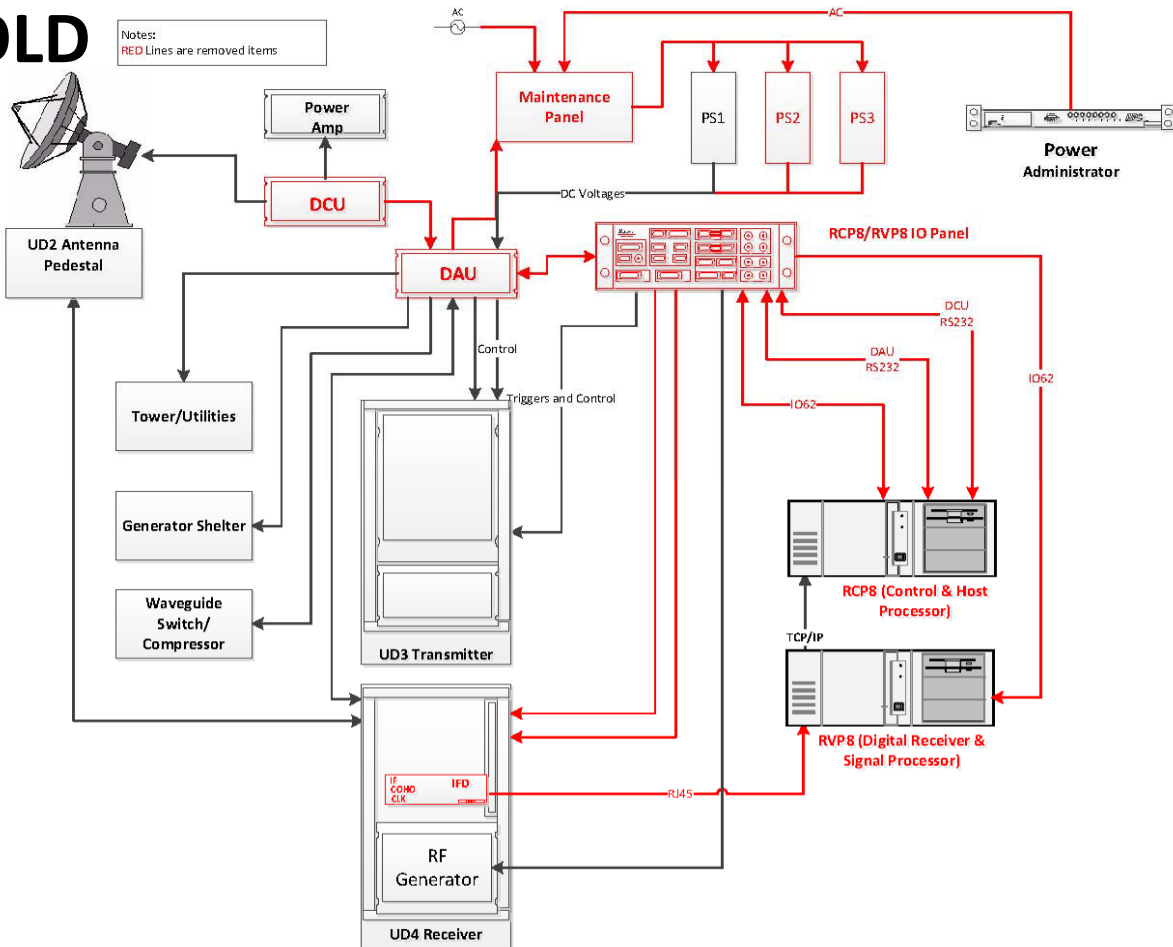 OLD
Notes:
RED Lines are removed items
AC
AC
Power
Amp
Maintenance
Panel
PS1
PS2
PS3
Power
Administrator
DCU
DC Voltages
UD2 Antenna
Pedestal
DAU
RCP8/RVP8 IO Panel
DCU
RS232
Control
DAU
RS232
IO62
Triggers and Control
IO62
Tower/Utilities
Generator Shelter
RCP8 (Control & Host
Processor)
Waveguide
Switch/
Compressor
TCP/IP
UD3 Transmitter
RVP8 (Digital Receiver &
Signal Processor)
IF
COHO
CLK
IFD
RJ45
RF
Generator
UD4 Receiver